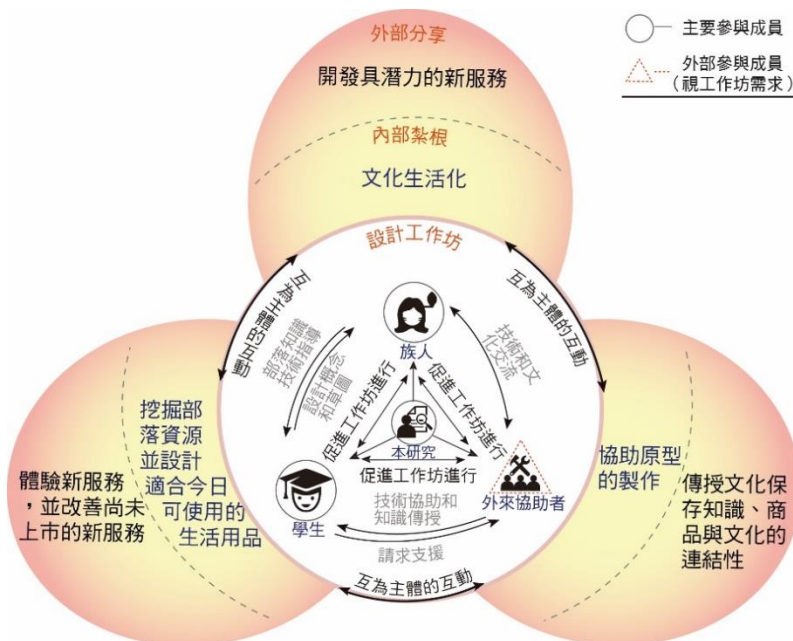 外部分享
開發具潛力的新服務
內部紮根
文化生活化
主要參與成員
外部參與成員
(視工作坊需求)
設計工作坊
互為主體的互動
互為主體的互動
部落知識
技術指導
設計概念
和草圖
技術和文
化交流
族人
促進工作坊進行
促進工作坊進行
本研究
促進工作坊進行
學生
外來協助者
技術協助和
知識傳授
請求支援
互為主體的互動
挖掘部
落資源
並設計
適合今日
可使用的
生活用品
體驗新服務
,並改善尚未
上市的新服務
協助原型
的製作
傳授文化保
存知識、商
品與文化的
連結性